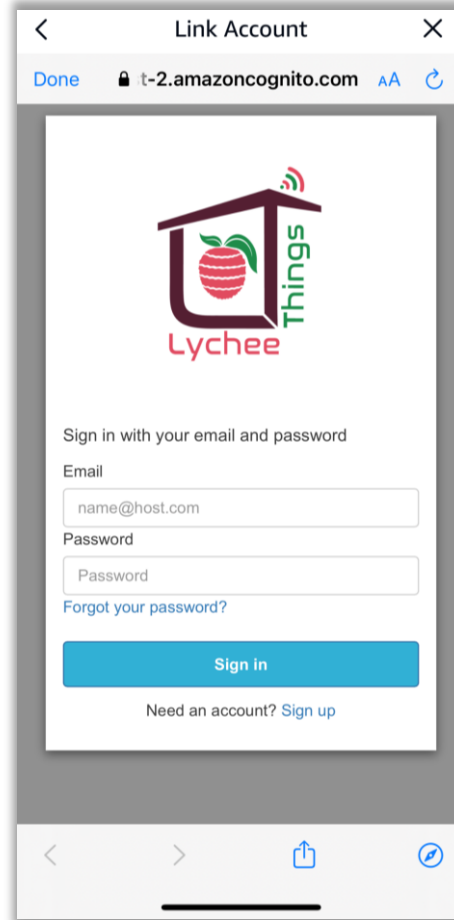 Link Account
Done t-2.amazoncognito.com AA
Things
Lychee
Sign in with your email and password
Email
name@host.com
Password
Password
Forgot your password?
Sign in
Need an account? Sign up